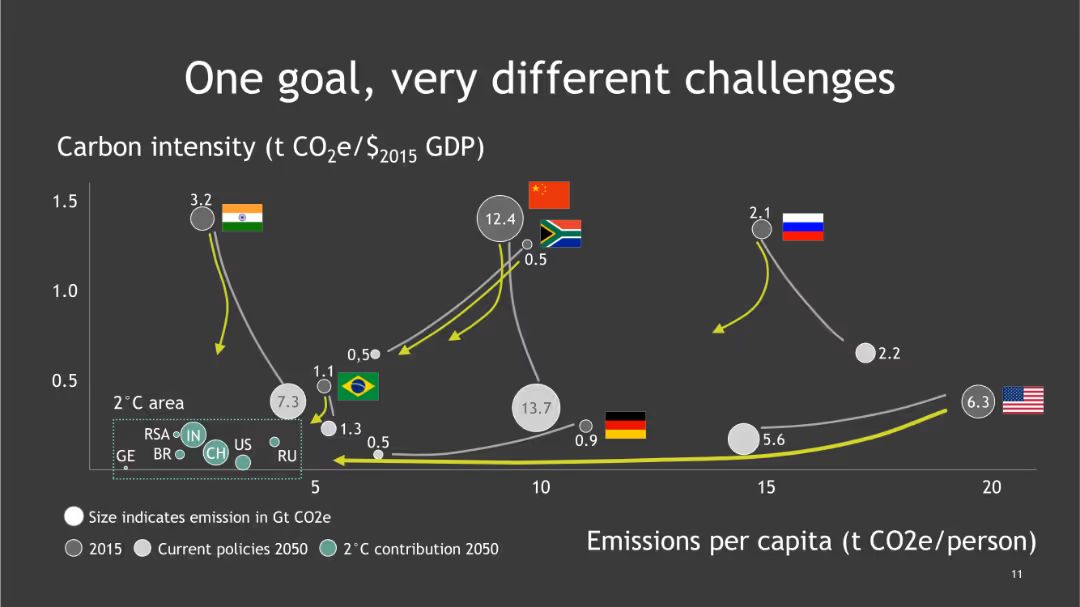 One goal, very different challenges
Carbon intensity (t CO₂e/$₂₀₁₅ GDP)
1.5
1.0
0.5
3.2
12.4
0.5
2.1
0,5
1.1
7.3
1.3
13.7
2.2
6.3
5.6
0.5
0.9
2°C area
RSA
IN
US
GE
BR
CH
RU
5
10
15
20
Size indicates emission in Gt CO2e
2015
Current policies 2050
2°C contribution 2050
Emissions per capita (t CO2e/person)
11